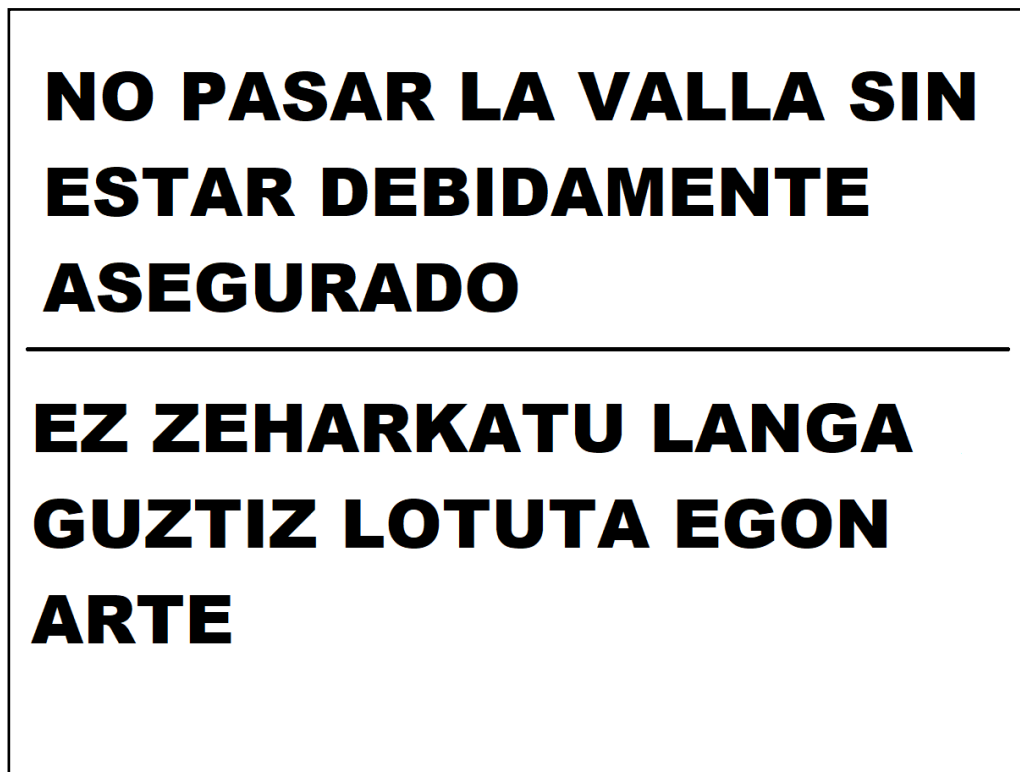 NO PASAR LA VALLA SIN
ESTAR DEBIDAMENTE
ASEGURADO
EZ ZEHARKATU LANGA
GUZTIZ LOTUTA EGON
ARTE